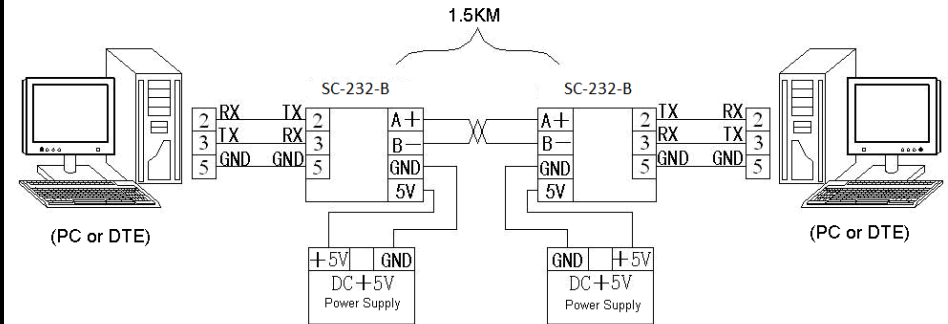 1.5KM
SC-232-B
SC-232-B
2 RX TX 2 A+
3 TX RX 3 B-
5 GND GND 5 GND
5V
A+ 2 TX RX 2
B- 3 RX TX 3
GND 5 GND GND 5
5V
(PC or DTE)
(PC or DTE)
+5V GND
DC+5V
Power Supply
GND +5V
DC+5V
Power Supply